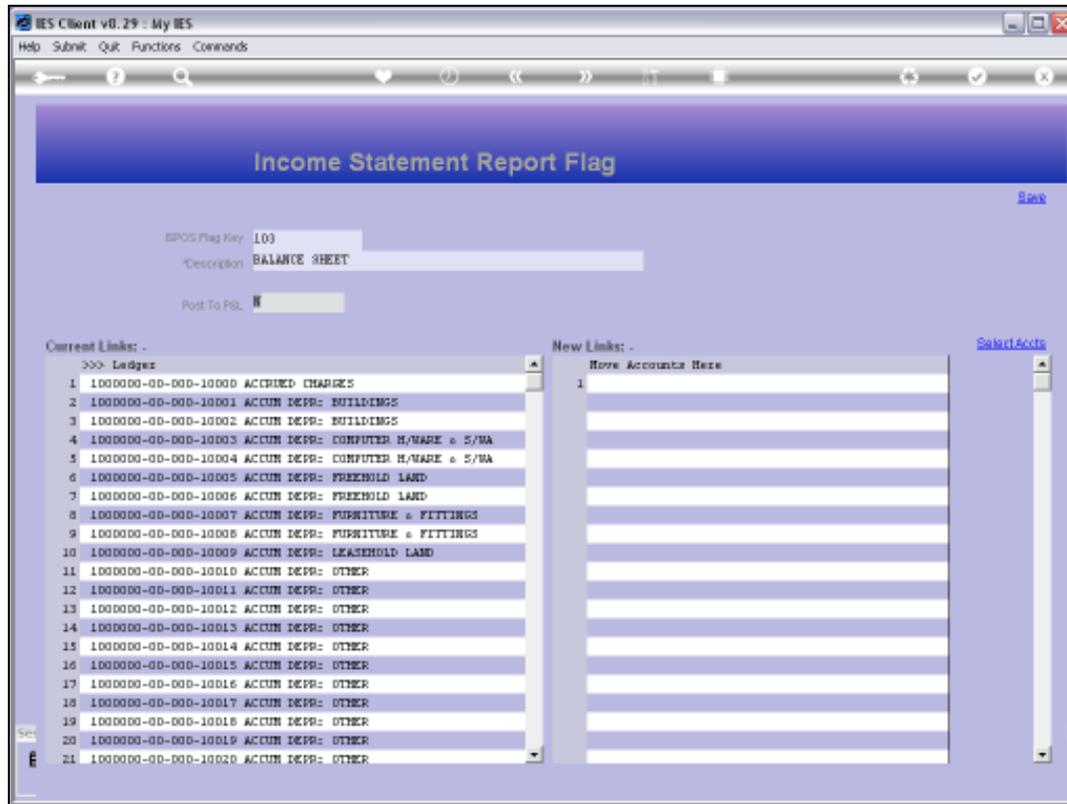 IES Client v8.29 : My IES
Help Submit Quit Functions Commands
Income Statement Report Flag
Save
ISPOS Flag Key 103
*Description BALANCE SHEET
Post To P&L N
Current Links: -
New Links: -
Select Accts
>>> Ledger
Move Accounts Here
1 1000000-00-000-10000 ACCRUED CHARGES
1
2 1000000-00-000-10001 ACCUM DEPR: BUILDINGS
3 1000000-00-000-10002 ACCUM DEPR: BUILDINGS
4 1000000-00-000-10003 ACCUM DEPR: COMPUTER H/WARE & S/WA
5 1000000-00-000-10004 ACCUM DEPR: COMPUTER H/WARE & S/WA
6 1000000-00-000-10005 ACCUM DEPR: FREEHOLD LAND
7 1000000-00-000-10006 ACCUM DEPR: FREEHOLD LAND
8 1000000-00-000-10007 ACCUM DEPR: FURNITURE & FITTINGS
9 1000000-00-000-10008 ACCUM DEPR: FURNITURE & FITTINGS
10 1000000-00-000-10009 ACCUM DEPR: LEASEHOLD LAND
11 1000000-00-000-10010 ACCUM DEPR: OTHER
12 1000000-00-000-10011 ACCUM DEPR: OTHER
13 1000000-00-000-10012 ACCUM DEPR: OTHER
14 1000000-00-000-10013 ACCUM DEPR: OTHER
15 1000000-00-000-10014 ACCUM DEPR: OTHER
16 1000000-00-000-10015 ACCUM DEPR: OTHER
17 1000000-00-000-10016 ACCUM DEPR: OTHER
18 1000000-00-000-10017 ACCUM DEPR: OTHER
19 1000000-00-000-10018 ACCUM DEPR: OTHER
20 1000000-00-000-10019 ACCUM DEPR: OTHER
21 1000000-00-000-10020 ACCUM DEPR: OTHER